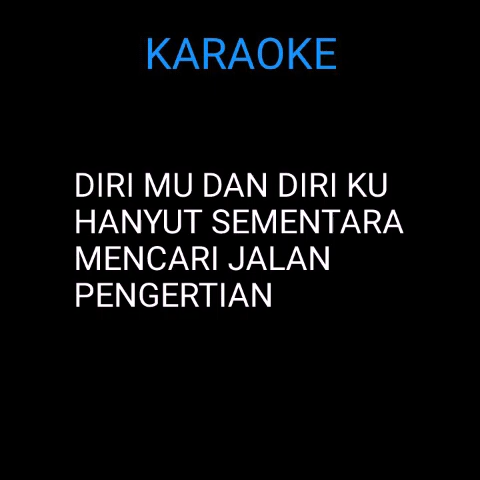 KARAOKE
DIRI MU DAN DIRI KU
HANYUT SEMENTARA
MENCARI JALAN
PENGERTIAN